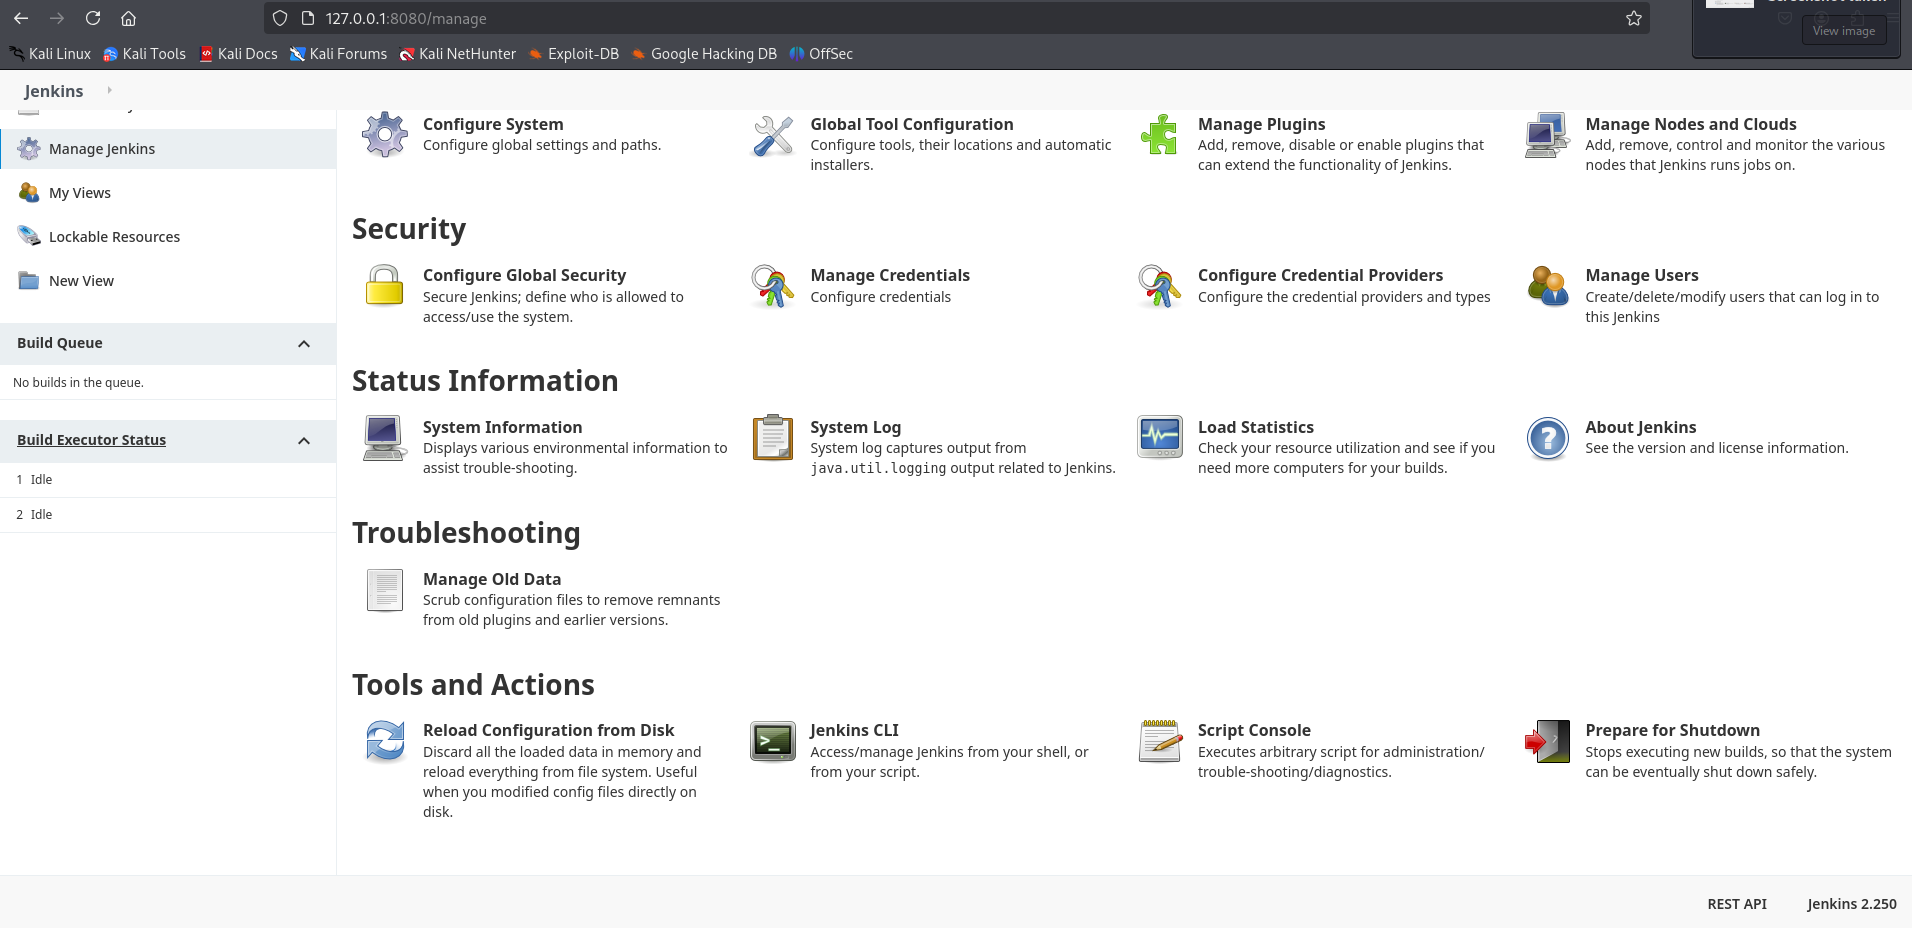 127.0.0.1:8080/manage
View image
Kali Linux Kali Tools Kali Docs Kali Forums Kali NetHunter Exploit-DB Google Hacking DB OffSec
Jenkins
Manage Jenkins
My Views
Lockable Resources
New View
Build Queue
No builds in the queue.
Build Executor Status
1 Idle
2 Idle
Configure System
Configure global settings and paths.
Global Tool Configuration
Configure tools, their locations and automatic
installers.
Manage Plugins
Add, remove, disable or enable plugins that
can extend the functionality of Jenkins.
Manage Nodes and Clouds
Add, remove, control and monitor the various
nodes that Jenkins runs jobs on.
Security
Configure Global Security
Secure Jenkins; define who is allowed to
access/use the system.
Manage Credentials
Configure credentials
Configure Credential Providers
Configure the credential providers and types
Manage Users
Create/delete/modify users that can log in to
this Jenkins
Status Information
System Information
Displays various environmental information to
assist trouble-shooting.
System Log
System log captures output from
java.util.logging output related to Jenkins.
Load Statistics
Check your resource utilization and see if you
need more computers for your builds.
About Jenkins
See the version and license information.
Troubleshooting
Manage Old Data
Scrub configuration files to remove remnants
from old plugins and earlier versions.
Tools and Actions
Reload Configuration from Disk
Discard all the loaded data in memory and
reload everything from file system. Useful
when you modified config files directly on
disk.
Jenkins CLI
Access/manage Jenkins from your shell, or
from your script.
Script Console
Executes arbitrary script for administration/
trouble-shooting/diagnostics.
Prepare for Shutdown
Stops executing new builds, so that the system
can be eventually shut down safely.
REST API
Jenkins 2.250